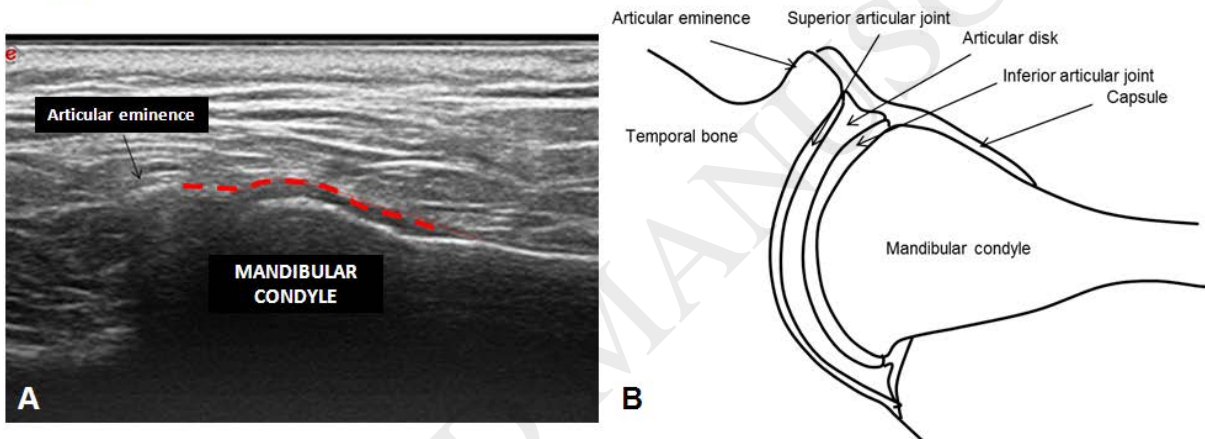 e
Articular eminence
MANDIBULAR
CONDYLE
A
B
Articular eminence
Superior articular joint
Articular disk
Inferior articular joint
Capsule
Temporal bone
Mandibular condyle